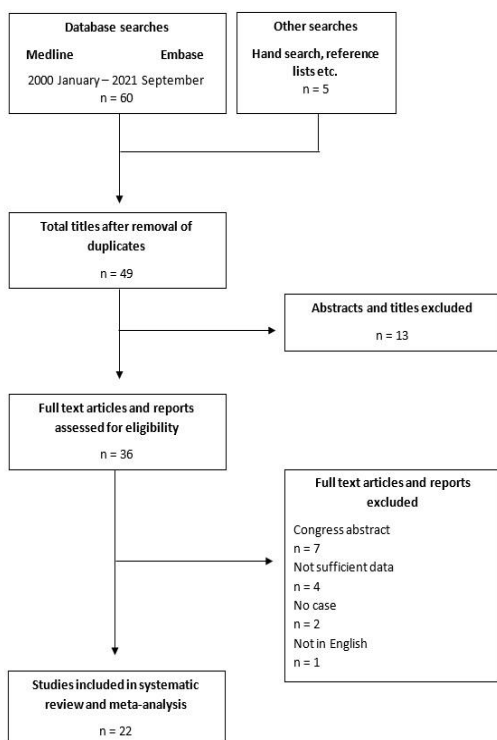 Database searches
Medline Embase
2000 January – 2021 September
n = 60
Other searches
Hand search, reference
lists etc.
n = 5
Total titles after removal of
duplicates
n = 49
Abstracts and titles excluded
n = 13
Full text articles and reports
assessed for eligibility
n = 36
Full text articles and reports
excluded
Congress abstract
n = 7
Not sufficient data
n = 4
No case
n = 2
Not in English
n = 1
Studies included in systematic
review and meta-analysis
n = 22